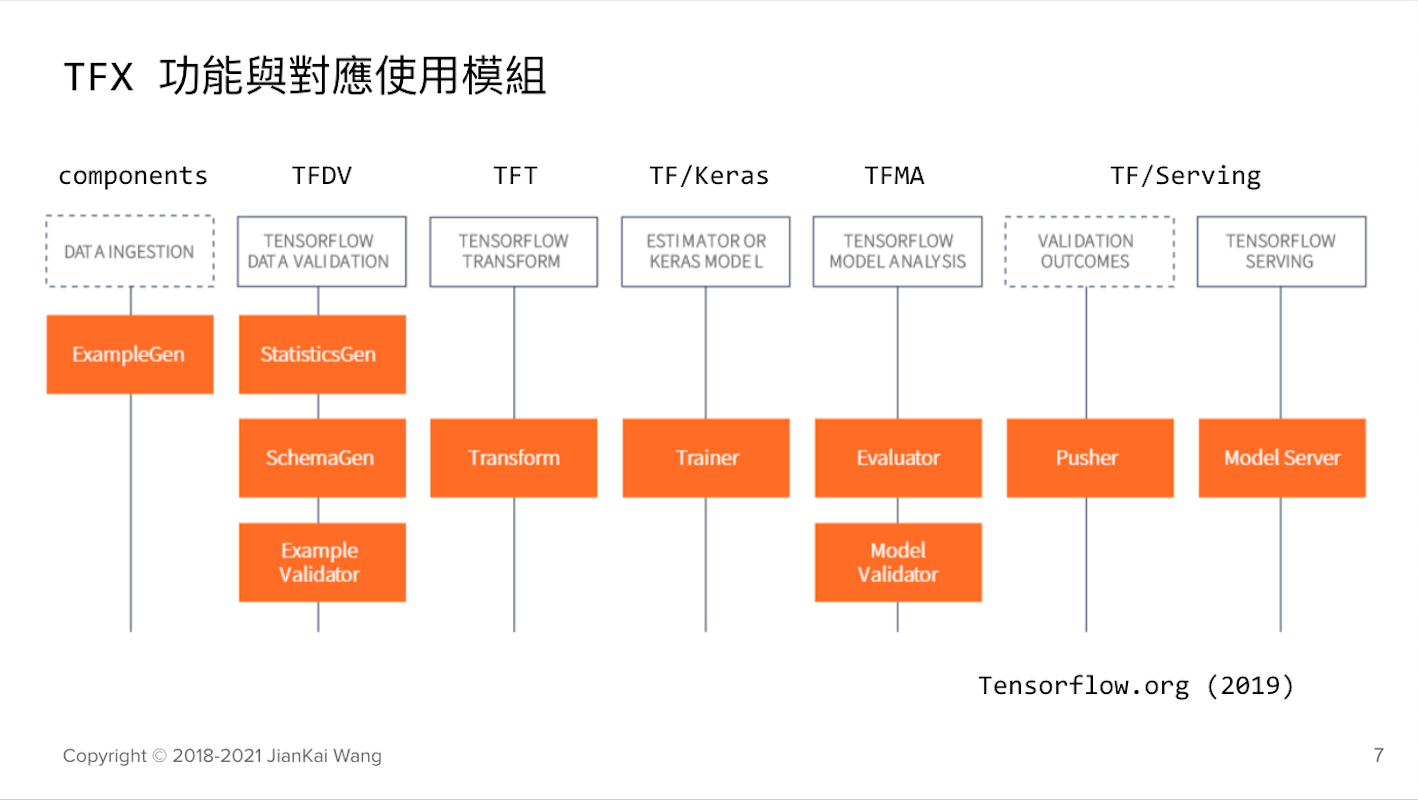 TFX 功能與對應使用模組
components
TFDV
TFT
TF/Keras
TFMA
TF/Serving
DATA INGESTION
TENSORFLOW
DATA VALIDATION
TENSORFLOW
TRANSFORM
ESTIMATOR OR
KERAS MODEL
TENSORFLOW
MODEL ANALYSIS
VALIDATION
OUTCOMES
TENSORFLOW
SERVING
ExampleGen
StatisticsGen
SchemaGen
Example
Validator
Transform
Trainer
Evaluator
Model
Validator
Pusher
Model Server
Tensorflow.org (2019)
Copyright © 2018-2021 JianKai Wang
7